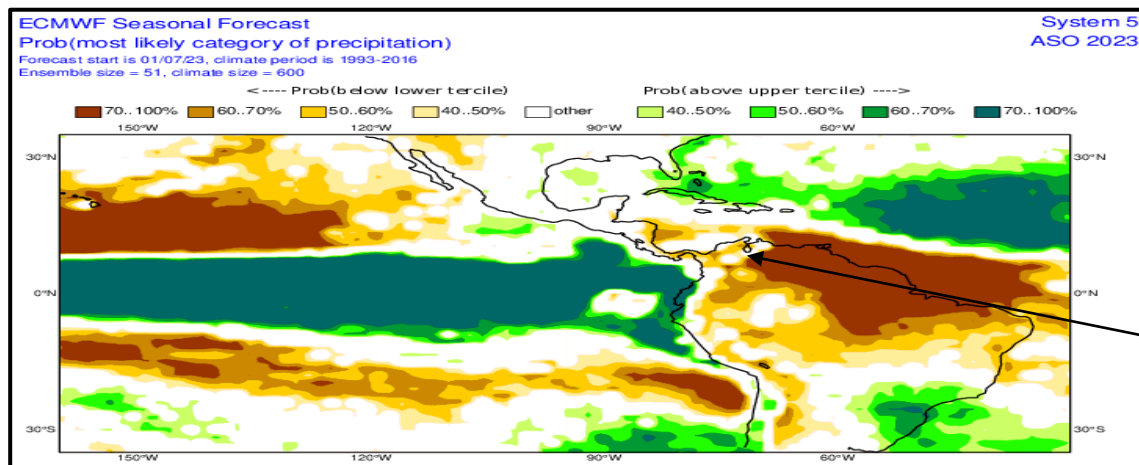 ECMWF Seasonal Forecast
System 5
Prob(most likely category of precipitation)
ASO 2023
Forecast start is 01/07/23, climate period is 1993-2016
Ensemble size = 51, climate size = 600
<---- Prob(below lower tercile)
Prob(above upper tercile) ---->
70..100%
60..70%
50..60%
40..50%
other
40..50%
50..60%
60..70%
70..100%
150°W
120°W
90°W
60°W
30°N
30°N
0°N
0°N
30°S
30°S
150°W
120°W
90°W
60°W